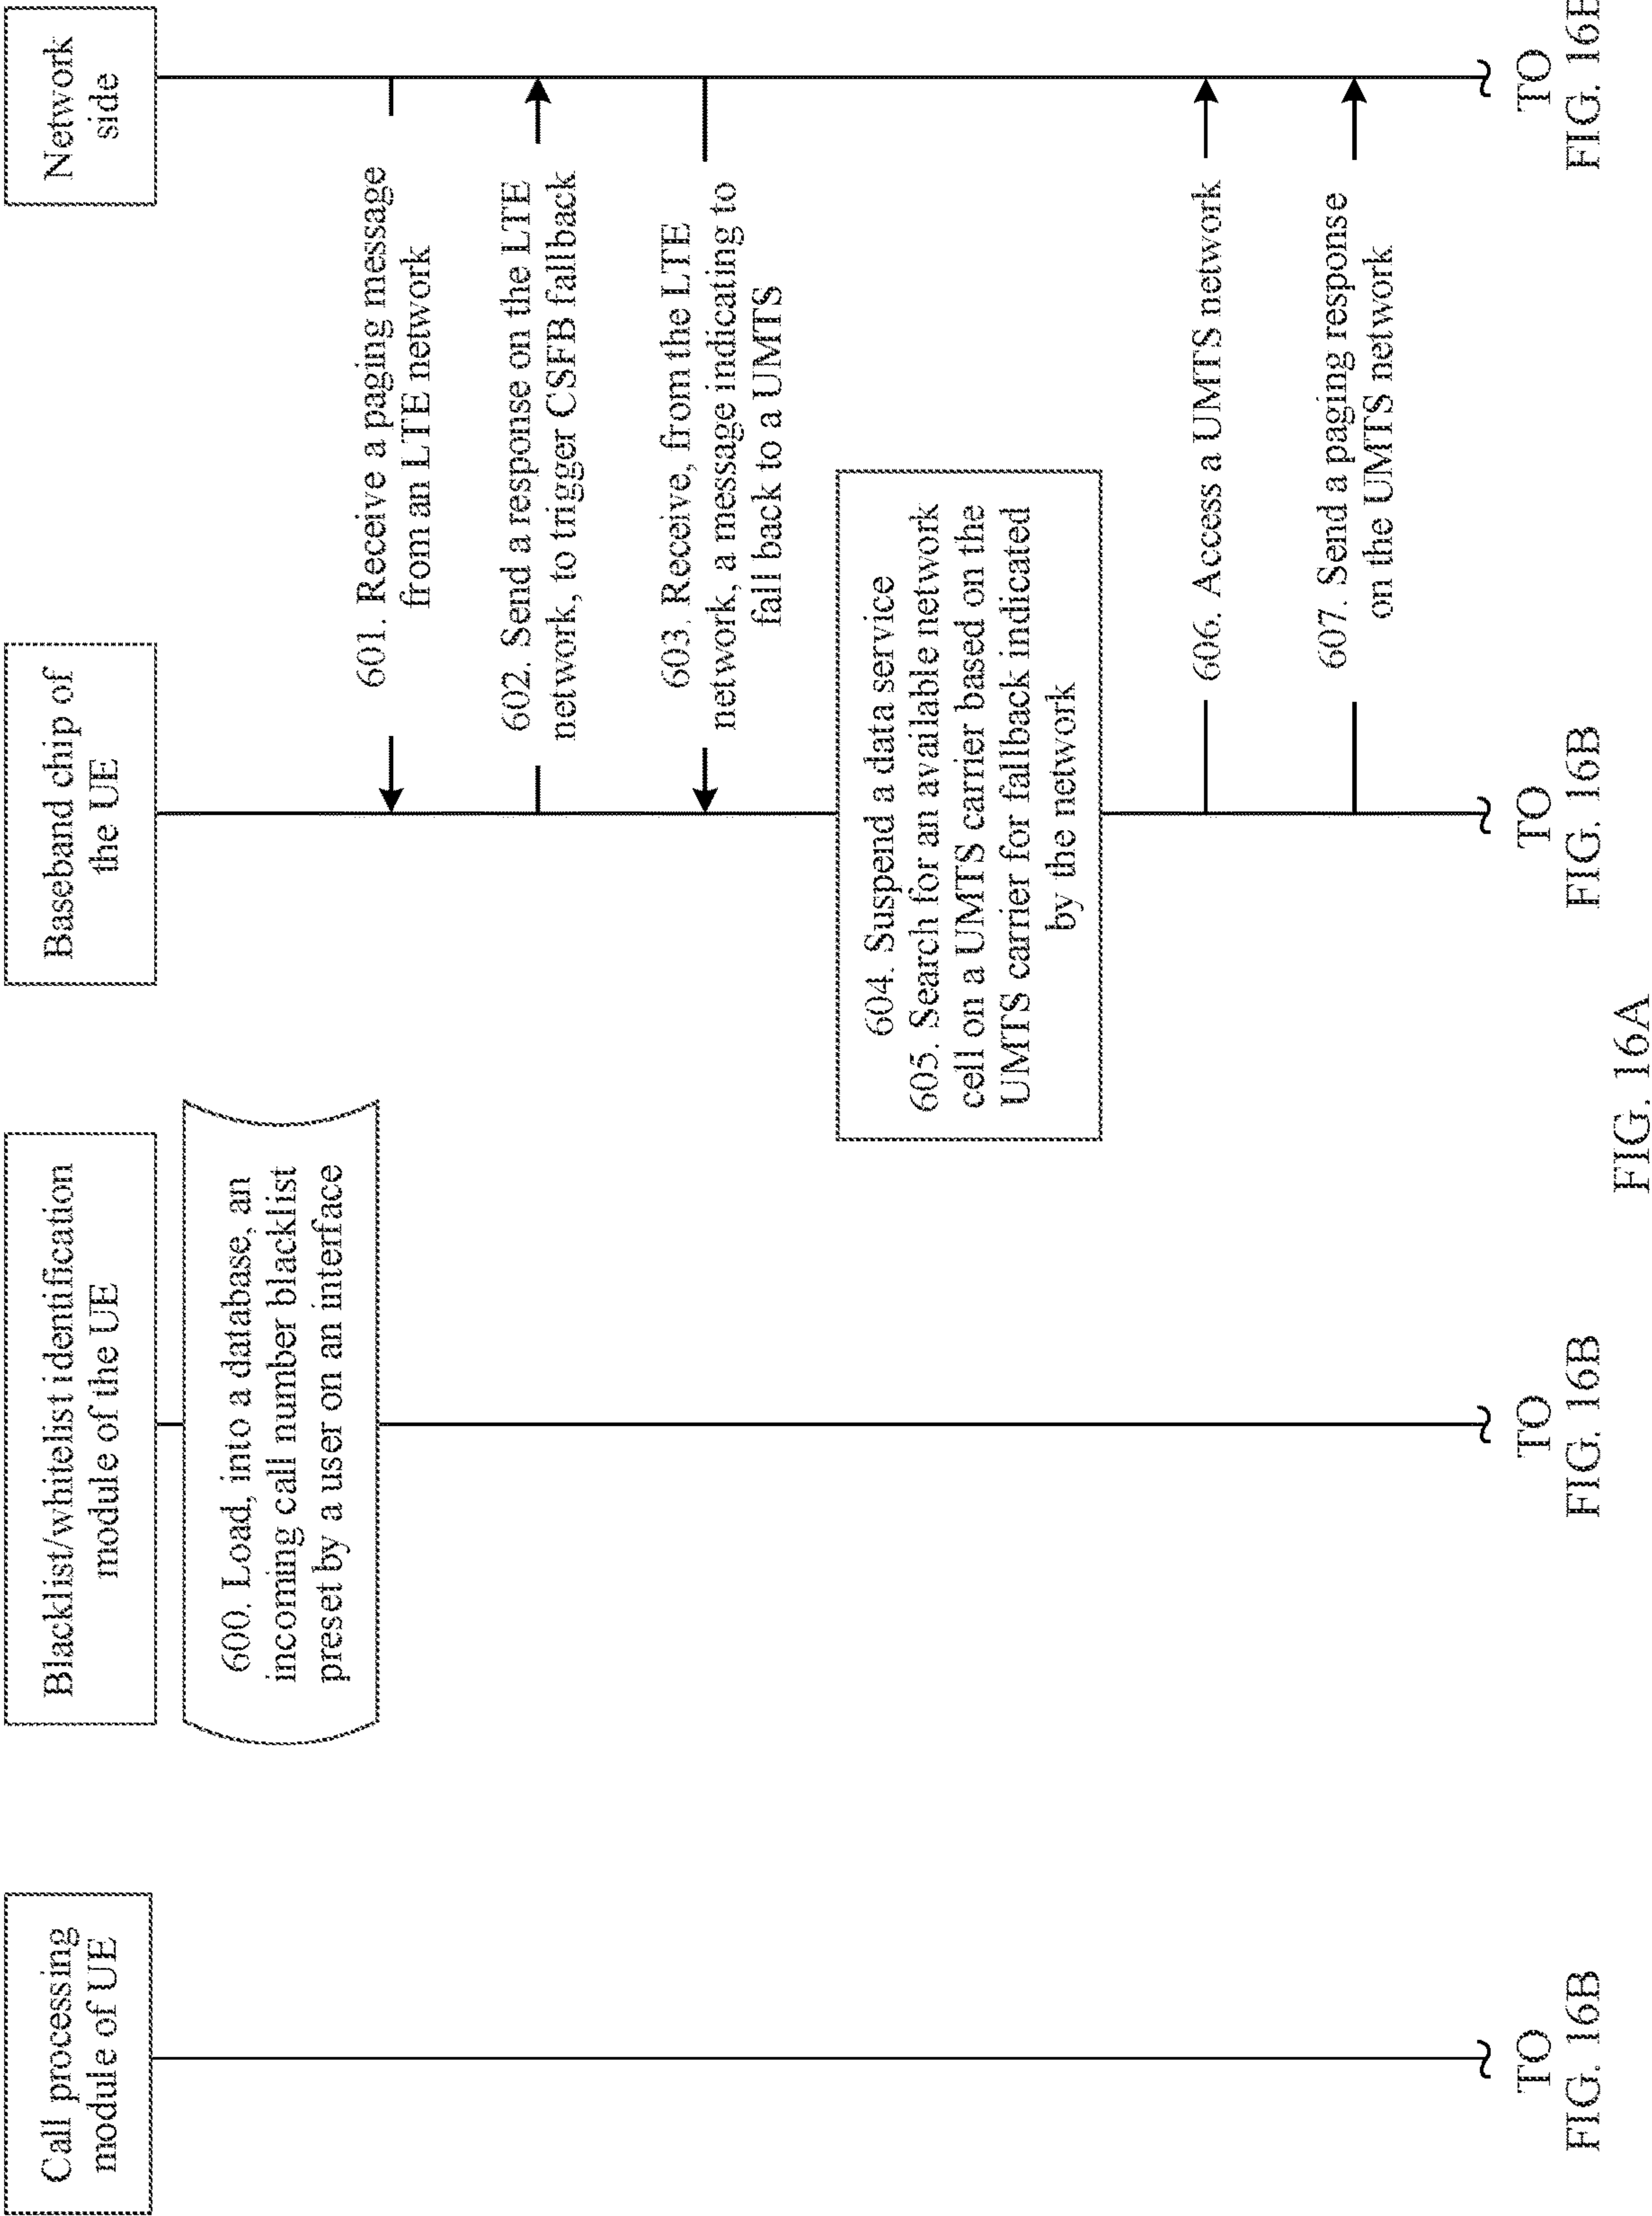 Call processing
module of UE
Blacklist/whitelist identification
module of the UE
Baseband chip of
the UE
Network
side
600. Load, into a database, an
incoming call number blacklist
preset by a user on an interface
601. Receive a paging message
from an LTE network
602. Send a response on the LTE
network, to trigger CSFB fallback
603. Receive, from the LTE
network, a message indicating to
fall back to a UMTS
604. Suspend a data service
605. Search for an available network
cell on a UMTS carrier based on the
UMTS carrier for fallback indicated
by the network
606. Access a UMTS network
607. Send a paging response
on the UMTS network
TO
FIG. 16B
TO
FIG. 16B
TO
FIG. 16B
TO
FIG. 16B
FIG. 16A